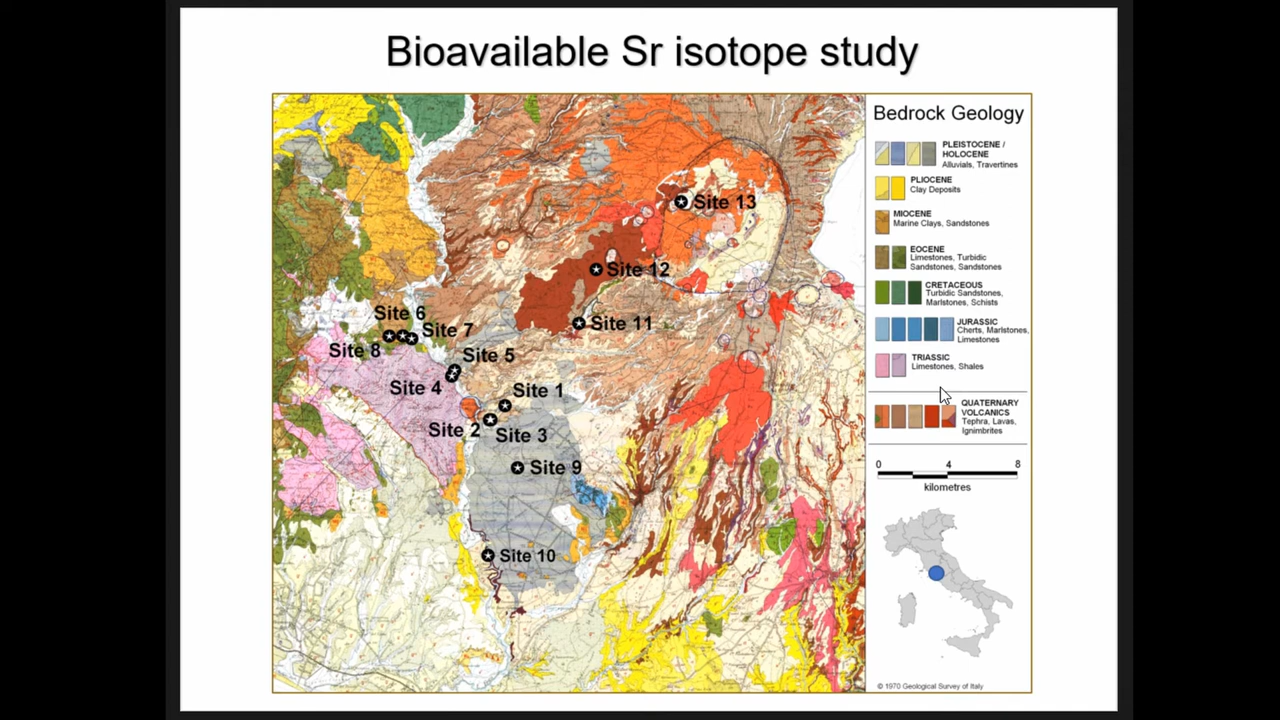 Bioavailable Sr isotope study
Bedrock Geology
PLEISTOCENE /
HOLOCENE
Alluvials, Travertines
PLIOCENE
Clay Deposits
MIOCENE
Marine Clays, Sandstones
EOCENE
Limestones, Turbidic
Sandstones, Sandstones
CRETACEOUS
Turbidic Sandstones,
Marlstones, Schists
JURASSIC
Cherts, Marlstones,
Limestones
TRIASSIC
Limestones, Shales
QUATERNARY
VOLCANICS
Tephra, Lavas,
Ignimbrites
0 4 8
kilometres
© 1970 Geological Survey of Italy
Site 13
Site 12
Site 11
Site 6
Site 7
Site 8
Site 5
Site 4
Site 1
Site 2
Site 3
Site 9
Site 10